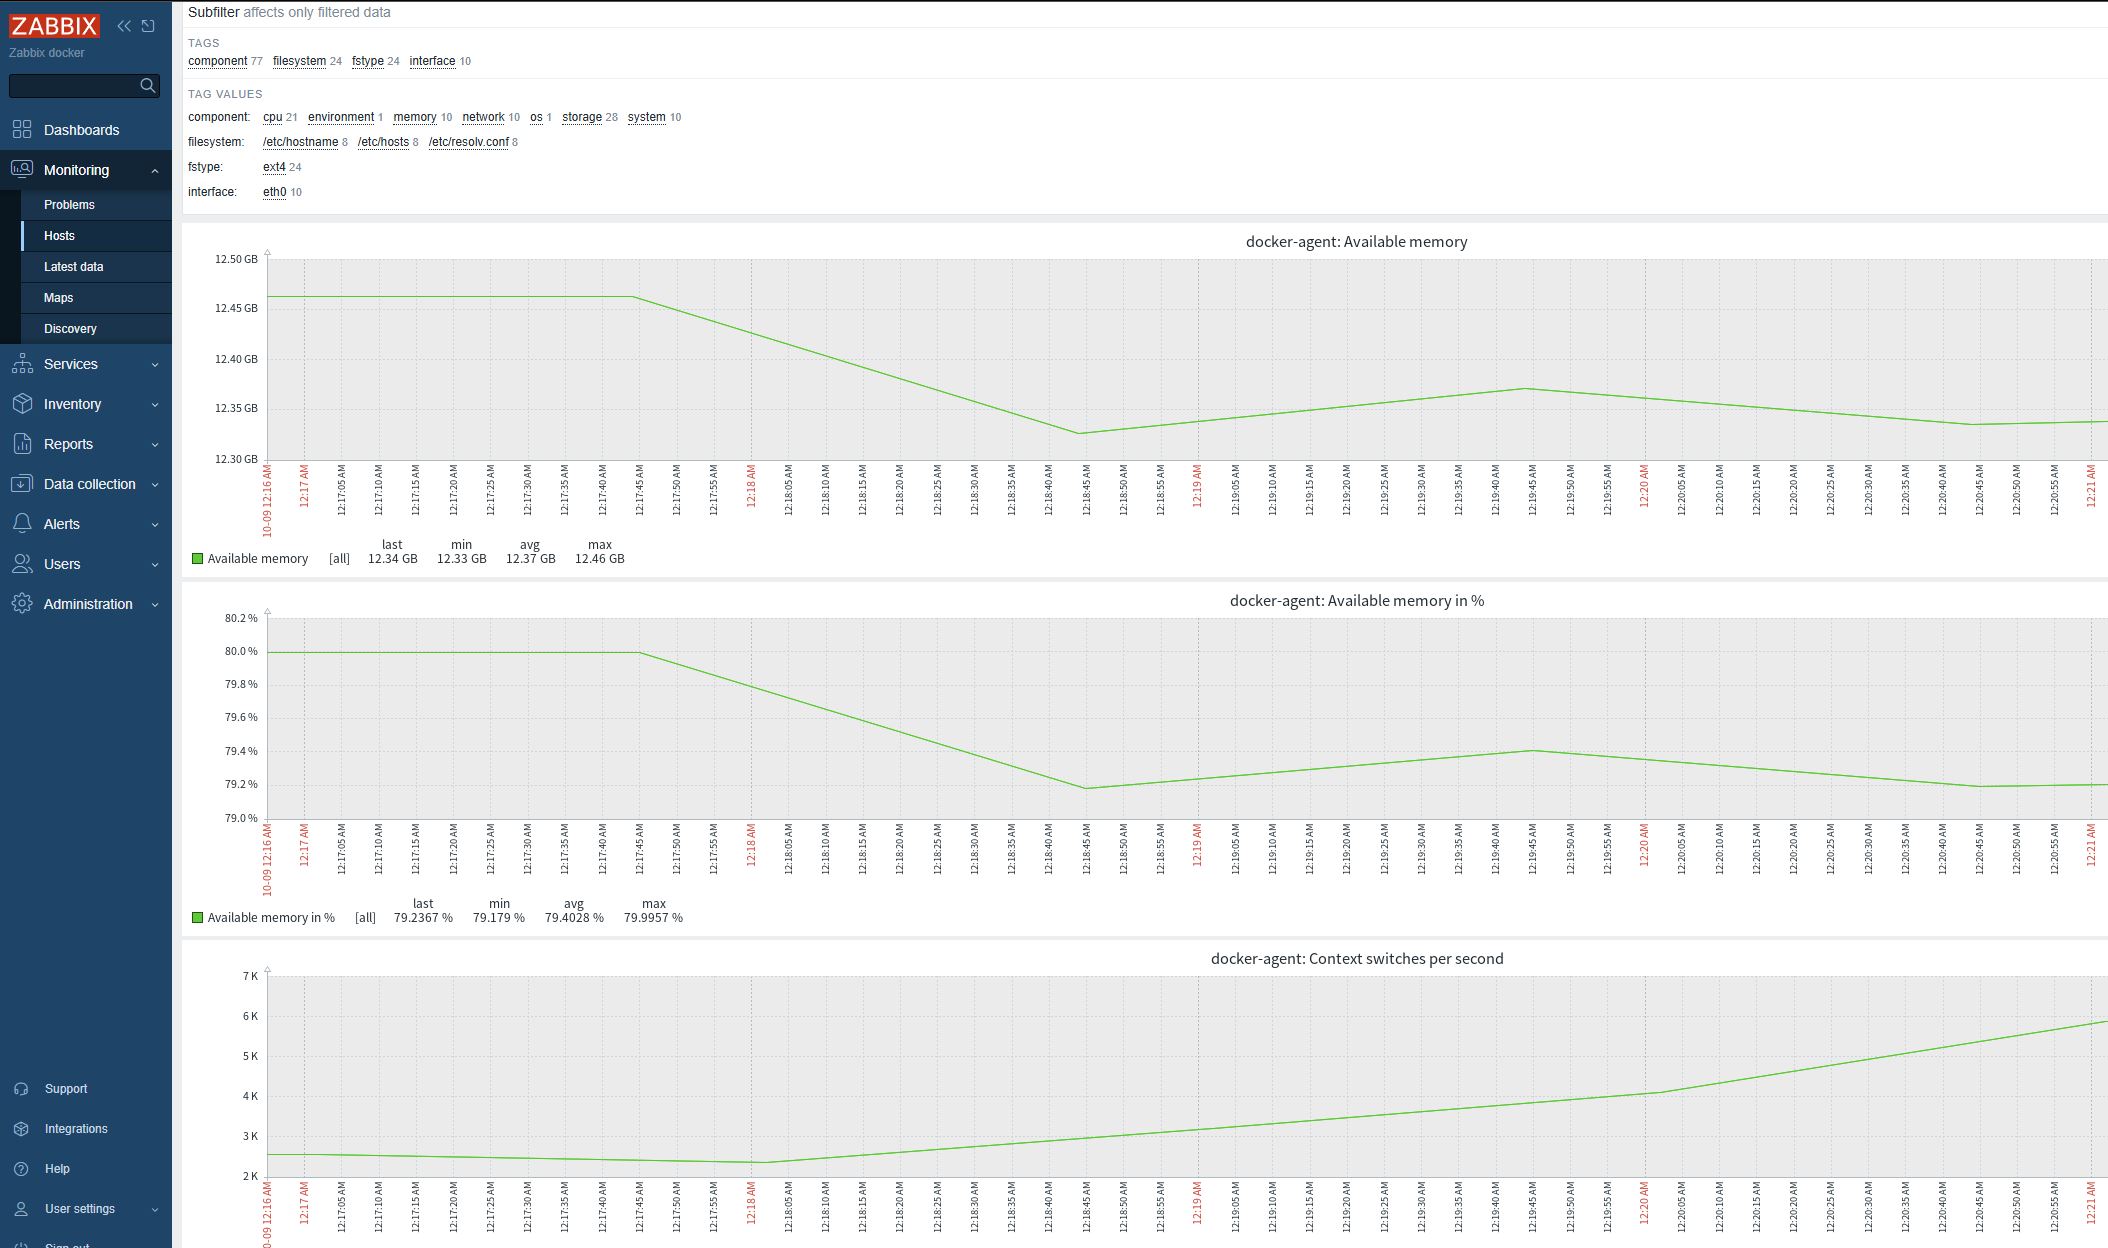 ZABBIX
Zabbix docker
Dashboards
Monitoring
Problems
Hosts
Latest data
Maps
Discovery
Services
Inventory
Reports
Data collection
Alerts
Users
Administration
Support
Integrations
Help
User settings
Sign out
Subfilter affects only filtered data
TAGS
component 77 filesystem 24 fstype 24 interface 10
TAG VALUES
component: cpu 21 environment 1 memory 10 network 10 os 1 storage 28 system 10
filesystem: /etc/hostname 8 /etc/hosts 8 /etc/resolv.conf 8
fstype: ext4 24
interface: eth0 10
docker-agent: Available memory
12.50 GB
12.45 GB
12.40 GB
12.35 GB
12.30 GB
10-09 12:16 AM 12:17 AM 12:17:05 AM 12:17:10 AM 12:17:15 AM 12:17:20 AM 12:17:25 AM 12:17:30 AM 12:17:35 AM 12:17:40 AM 12:17:45 AM 12:17:50 AM 12:17:55 AM 12:18 AM 12:18:05 AM 12:18:10 AM 12:18:15 AM 12:18:20 AM 12:18:25 AM 12:18:30 AM 12:18:35 AM 12:18:40 AM 12:18:45 AM 12:18:50 AM 12:18:55 AM 12:19 AM 12:19:05 AM 12:19:10 AM 12:19:15 AM 12:19:20 AM 12:19:25 AM 12:19:30 AM 12:19:35 AM 12:19:40 AM 12:19:45 AM 12:19:50 AM 12:19:55 AM 12:20 AM 12:20:05 AM 12:20:10 AM 12:20:15 AM 12:20:20 AM 12:20:25 AM 12:20:30 AM 12:20:35 AM 12:20:40 AM 12:20:45 AM 12:20:50 AM 12:20:55 AM 12:21 AM
last min avg max
Available memory [all] 12.34 GB 12.33 GB 12.37 GB 12.46 GB
docker-agent: Available memory in %
80.2 %
80.0 %
79.8 %
79.6 %
79.4 %
79.2 %
79.0 %
10-09 12:16 AM 12:17 AM 12:17:05 AM 12:17:10 AM 12:17:15 AM 12:17:20 AM 12:17:25 AM 12:17:30 AM 12:17:35 AM 12:17:40 AM 12:17:45 AM 12:17:50 AM 12:17:55 AM 12:18 AM 12:18:05 AM 12:18:10 AM 12:18:15 AM 12:18:20 AM 12:18:25 AM 12:18:30 AM 12:18:35 AM 12:18:40 AM 12:18:45 AM 12:18:50 AM 12:18:55 AM 12:19 AM 12:19:05 AM 12:19:10 AM 12:19:15 AM 12:19:20 AM 12:19:25 AM 12:19:30 AM 12:19:35 AM 12:19:40 AM 12:19:45 AM 12:19:50 AM 12:19:55 AM 12:20 AM 12:20:05 AM 12:20:10 AM 12:20:15 AM 12:20:20 AM 12:20:25 AM 12:20:30 AM 12:20:35 AM 12:20:40 AM 12:20:45 AM 12:20:50 AM 12:20:55 AM 12:21 AM
last min avg max
Available memory in % [all] 79.2367 % 79.179 % 79.4028 % 79.9957 %
docker-agent: Context switches per second
7 K
6 K
5 K
4 K
3 K
2 K
0-09 12:16 AM 12:17 AM 12:17:05 AM 12:17:10 AM 12:17:15 AM 12:17:20 AM 12:17:25 AM 12:17:30 AM 12:17:35 AM 12:17:40 AM 12:17:45 AM 12:17:50 AM 12:17:55 AM 12:18 AM 12:18:05 AM 12:18:10 AM 12:18:15 AM 12:18:20 AM 12:18:25 AM 12:18:30 AM 12:18:35 AM 12:18:40 AM 12:18:45 AM 12:18:50 AM 12:18:55 AM 12:19 AM 12:19:05 AM 12:19:10 AM 12:19:15 AM 12:19:20 AM 12:19:25 AM 12:19:30 AM 12:19:35 AM 12:19:40 AM 12:19:45 AM 12:19:50 AM 12:19:55 AM 12:20 AM 12:20:05 AM 12:20:10 AM 12:20:15 AM 12:20:20 AM 12:20:25 AM 12:20:30 AM 12:20:35 AM 12:20:40 AM 12:20:45 AM 12:20:50 AM 12:20:55 AM 12:21 AM